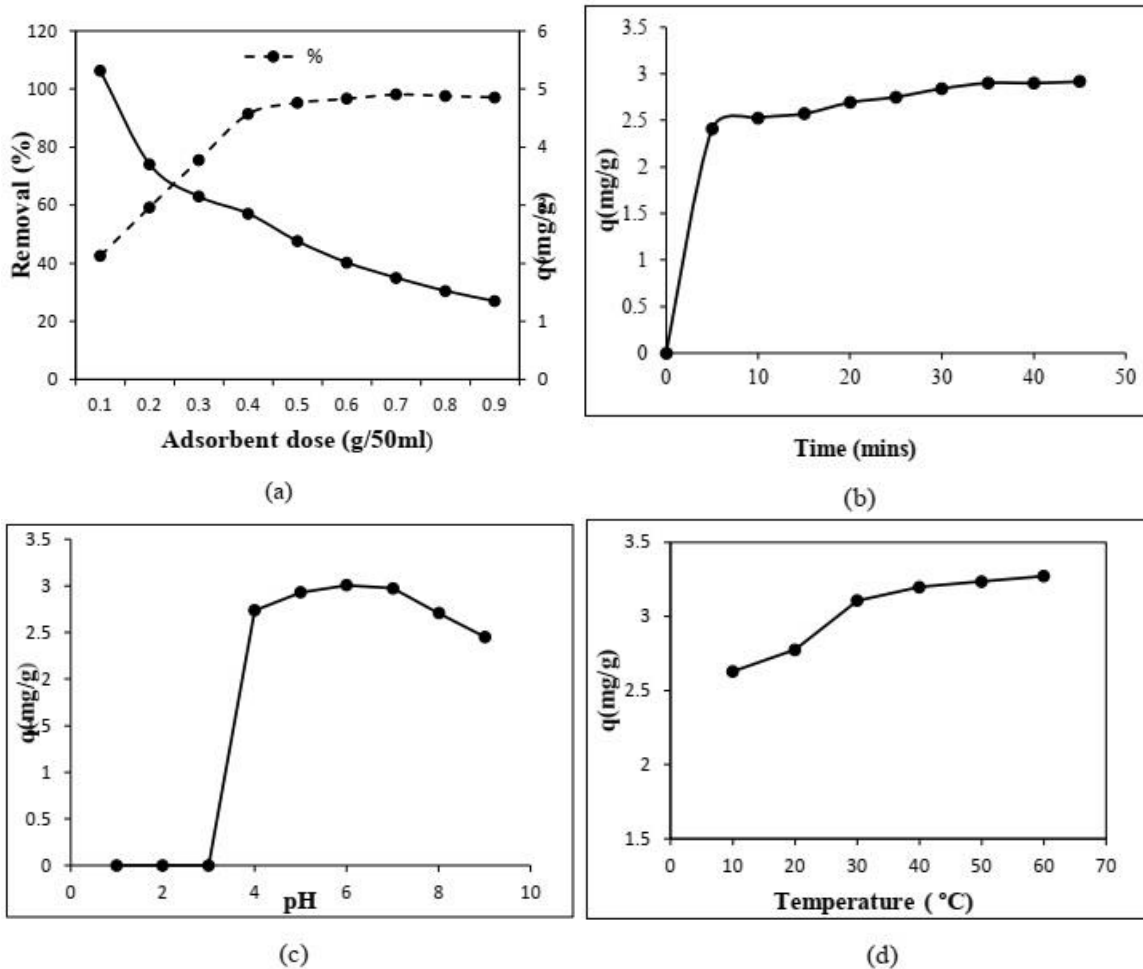 120
100
80
60
40
20
0
Removal (%)
%
6
5
4
3
2
1
0
q(mg/g)
0.1 0.2 0.3 0.4 0.5 0.6 0.7 0.8 0.9
Adsorbent dose (g/50ml)
(a)
3.5
3
2.5
2
1.5
1
0.5
0
q(mg/g)
0 10 20 30 40 50
Time (mins)
(b)
3.5
3
2.5
2
1.5
1
0.5
0
q(mg/g)
0 2 4 6 8 10
pH
(c)
3.5
3
2.5
2
1.5
q(mg/g)
0 10 20 30 40 50 60 70
Temperature ( °C)
(d)